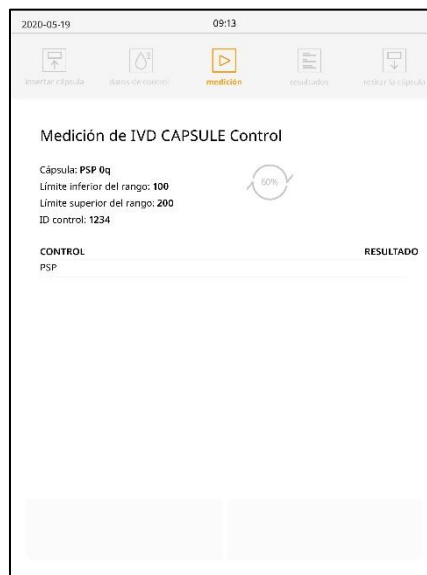 2020-05-19 09:13
insertar cápsula datos de control medición resultados retirar la cápsula
Medición de IVD CAPSULE Control
Cápsula: PSP 0q
Límite inferior del rango: 100
60%
Límite superior del rango: 200
ID control: 1234
CONTROL RESULTADO
PSP